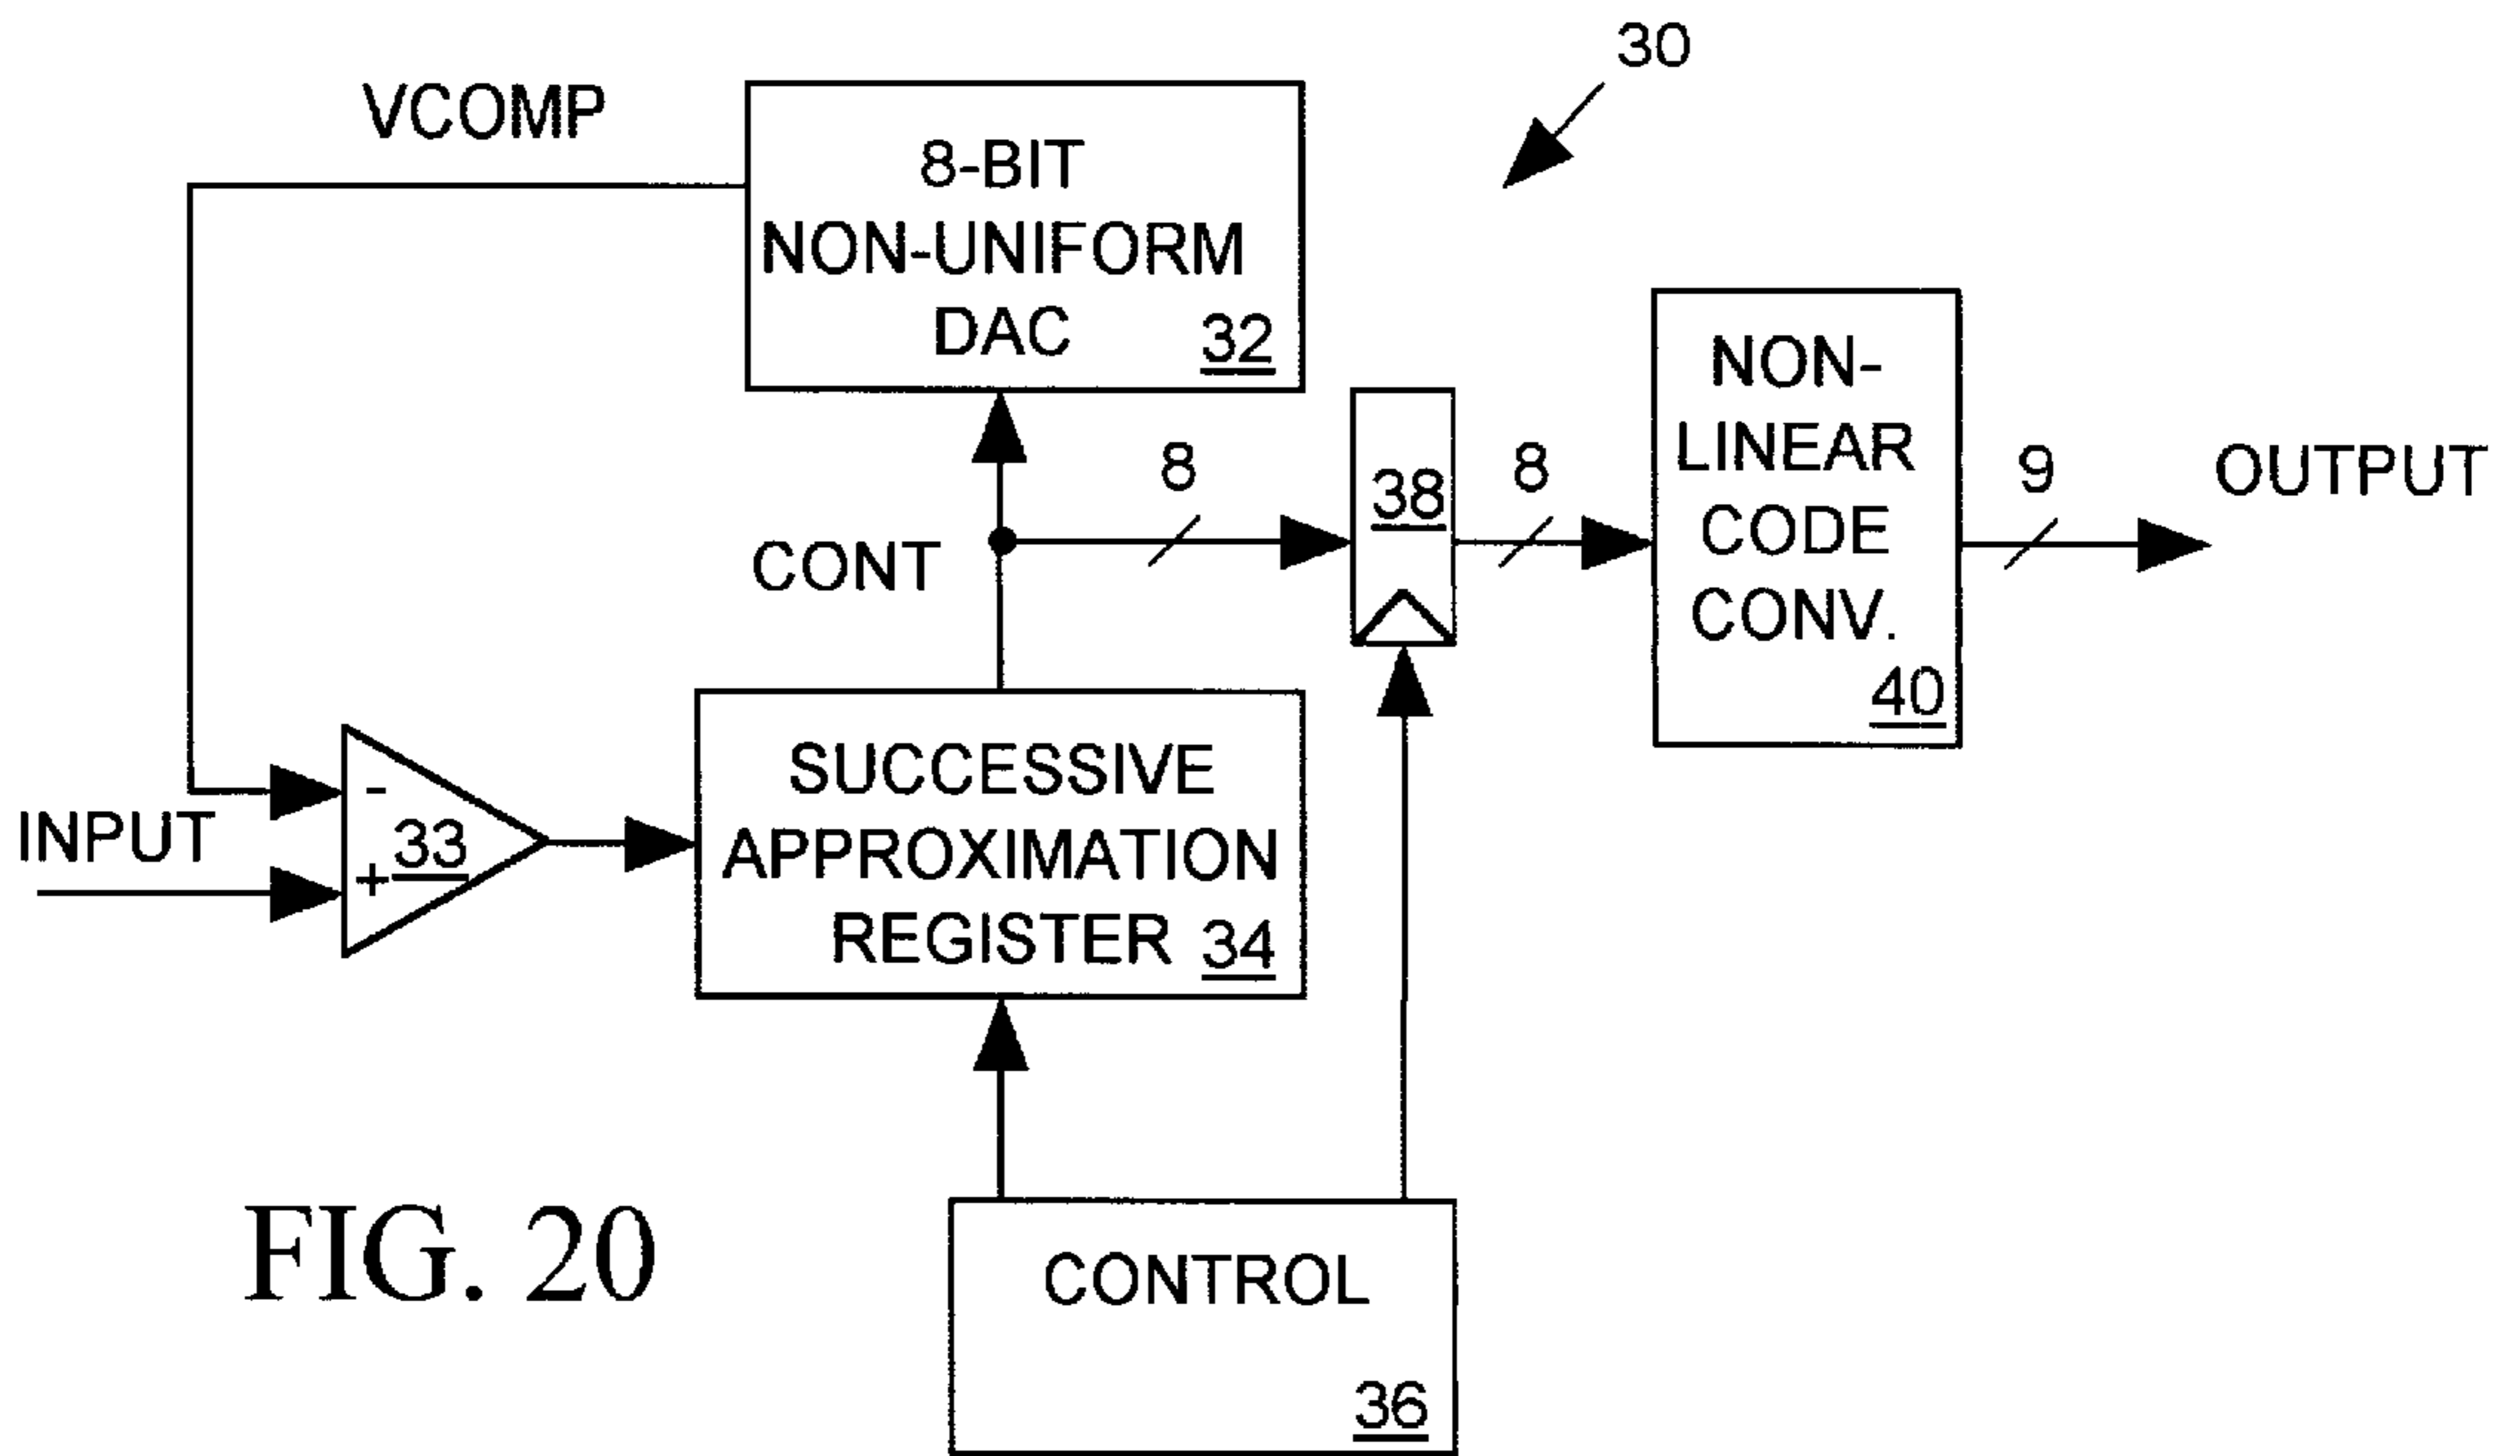 30
VCOMP
8-BIT
NON-UNIFORM
DAC 32
NON-
LINEAR
CODE
CONV.
40
8
38
8
9
OUTPUT
CONT
INPUT
-
+ 33
SUCCESSIVE
APPROXIMATION
REGISTER 34
CONTROL
36
FIG. 20